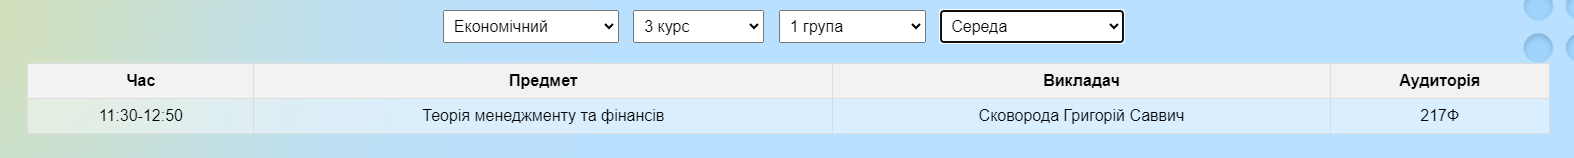 Економічний 3 курс 1 група Середа
Час Предмет Викладач Аудиторія
11:30-12:50 Теорія менеджменту та фінансів Сковорода Григорій Саввич 217Ф